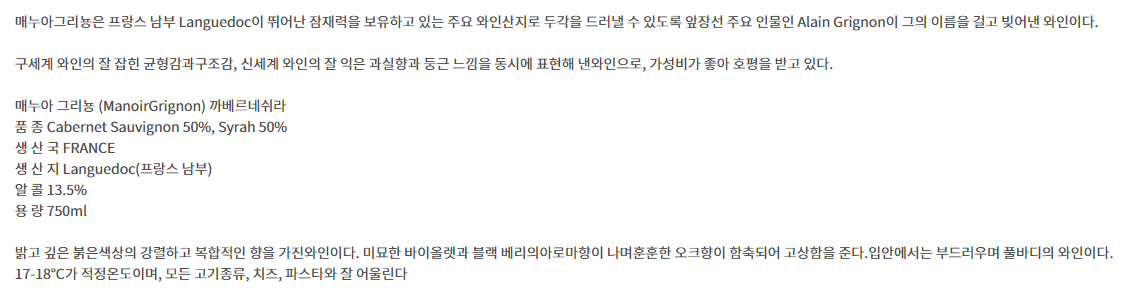 매누아그리뇽은 프랑스 남부 Languedoc이 뛰어난 잠재력을 보유하고 있는 주요 와인산지로 두각을 드러낼 수 있도록 앞장선 주요 인물인 Alain Grignon이 그의 이름을 걸고 빚어낸 와인이다.
구세계 와인의 잘 잡힌 균형감과구조감, 신세계 와인의 잘 익은 과실향과 둥근 느낌을 동시에 표현해 낸와인으로, 가성비가 좋아 호평을 받고 있다.
매누아 그리뇽 (ManoirGrignon) 까베르네쉬라
품 종 Cabernet Sauvignon 50%, Syrah 50%
생 산 국 FRANCE
생 산 지 Languedoc(프랑스 남부)
알 콜 13.5%
용 량 750ml
밝고 깊은 붉은색상의 강렬하고 복합적인 향을 가진와인이다. 미묘한 바이올렛과 블랙 베리의아로마향이 나며훈훈한 오크향이 함축되어 고상함을 준다.입안에서는 부드러우며 풀바디의 와인이다.
17-18℃가 적정온도이며, 모든 고기종류, 치즈, 파스타와 잘 어울린다